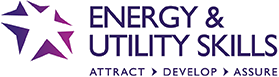 ENERGY &
UTILITY SKILLS
ATTRACT > DEVELOP > ASSURE